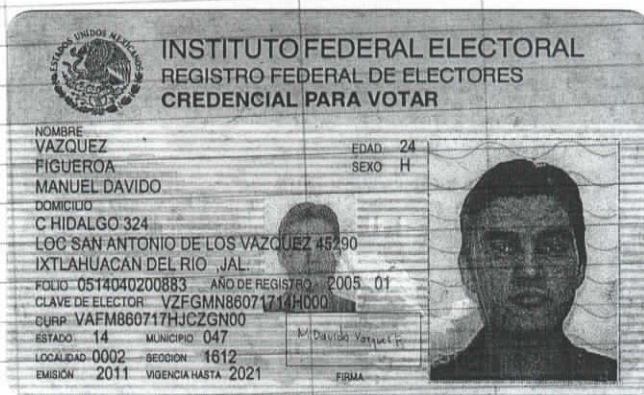 ESTADOS UNIDOS MEXICANOS
INSTITUTO FEDERAL ELECTORAL
REGISTRO FEDERAL DE ELECTORES
CREDENCIAL PARA VOTAR
NOMBRE
VAZQUEZ
FIGUEROA
MANUEL DAVIDO
EDAD 24
SEXO H
DOMICILIO
C HIDALGO 324
LOC SAN ANTONIO DE LOS VAZQUEZ 45290
IXTLAHUACAN DEL RIO ,JAL.
FOLIO 0514040200883 AÑO DE REGISTRO 2005 01
CLAVE DE ELECTOR VZFGMN86071714H000
CURP VAFM860717HJCZGN00
ESTADO 14 MUNICIPIO 047
LOCALIDAD 0002 SECCION 1612
EMISIÓN 2011 VIGENCIA HASTA 2021
M Davido Vazquez F.
FIRMA